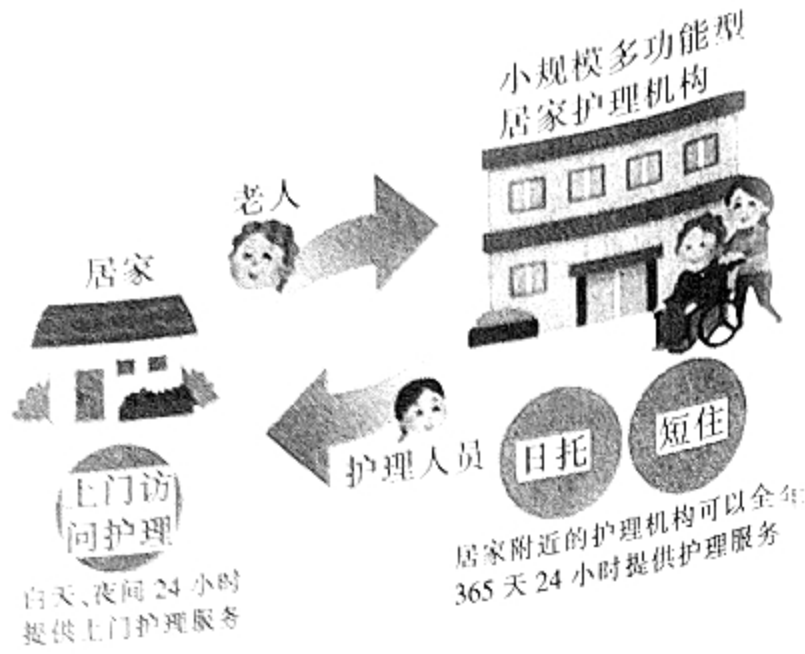 小规模多功能型
居家护理机构
老人
居家
护理人员
日托
短住
上门访
问护理
居家附近的护理机构可以全年
365天24小时提供护理服务
白天、夜间24小时
提供上门护理服务